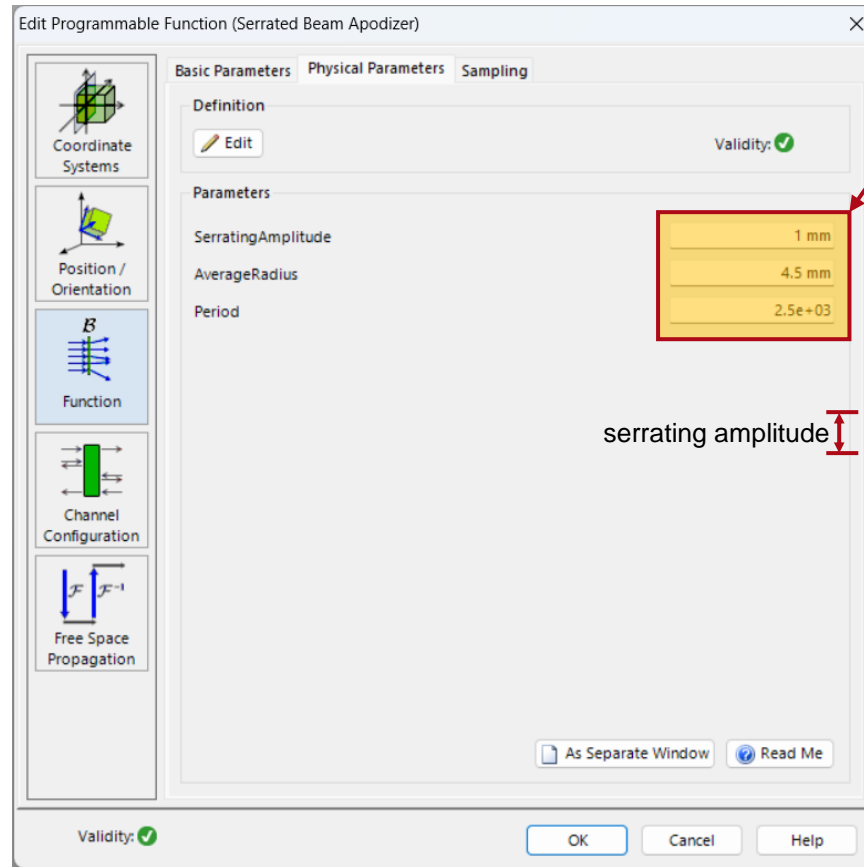 Edit Programmable Function (Serrated Beam Apodizer)
Basic Parameters Physical Parameters Sampling
Coordinate
Systems
Position /
Orientation
B
Function
Channel
Configuration
F F-1
Free Space
Propagation
Definition
Edit
Validity:
Parameters
SerratingAmplitude 1 mm
AverageRadius 4.5 mm
Period 2.5e+03
serrating amplitude
As Separate Window Read Me
Validity: OK Cancel Help